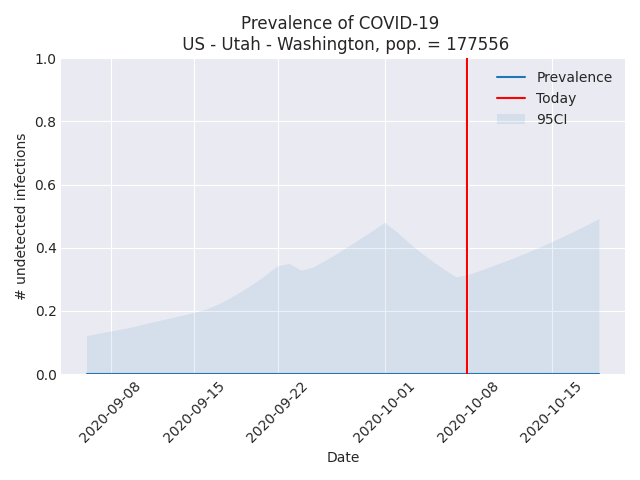 Prevalence of COVID-19
US - Utah - Washington, pop. = 177556
Prevalence
Today
95CI
# undetected infections
1.0
0.8
0.6
0.4
0.2
0.0
2020-09-08
2020-09-15
2020-09-22
2020-10-01
2020-10-08
2020-10-15
Date